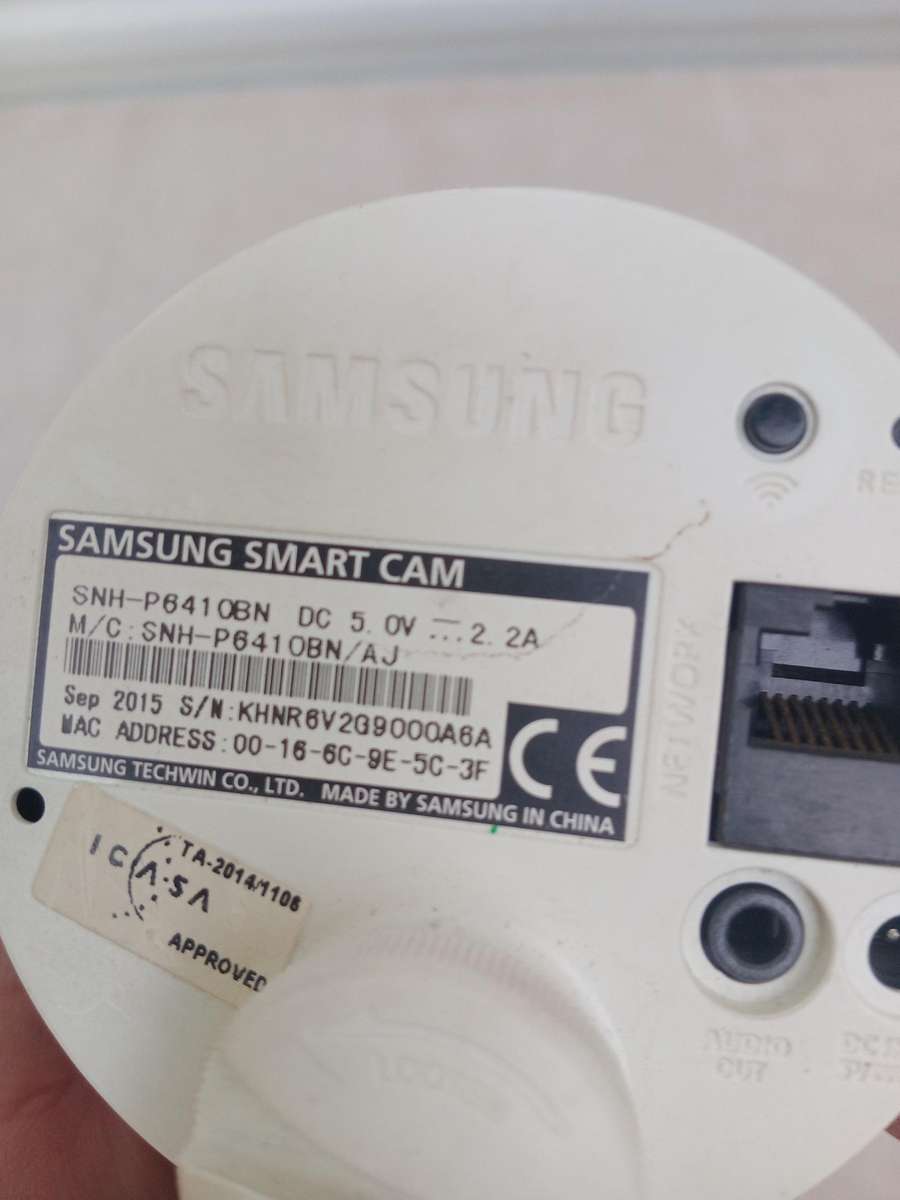 SAMSUNG
RE
SAMSUNG SMART CAM
SNH-P6410BN DC 5.0V ⎓ 2.2A
M/C:SNH-P6410BN/AJ
Sep 2015 S/N:KHNR6V2G9000A6A
MAC ADDRESS:00-16-6C-9E-5C-3F
SAMSUNG TECHWIN CO., LTD. MADE BY SAMSUNG IN CHINA
CE
NETWORK
TA-2014/1106
ICASA
APPROVED
AUDIO
OUT
DC